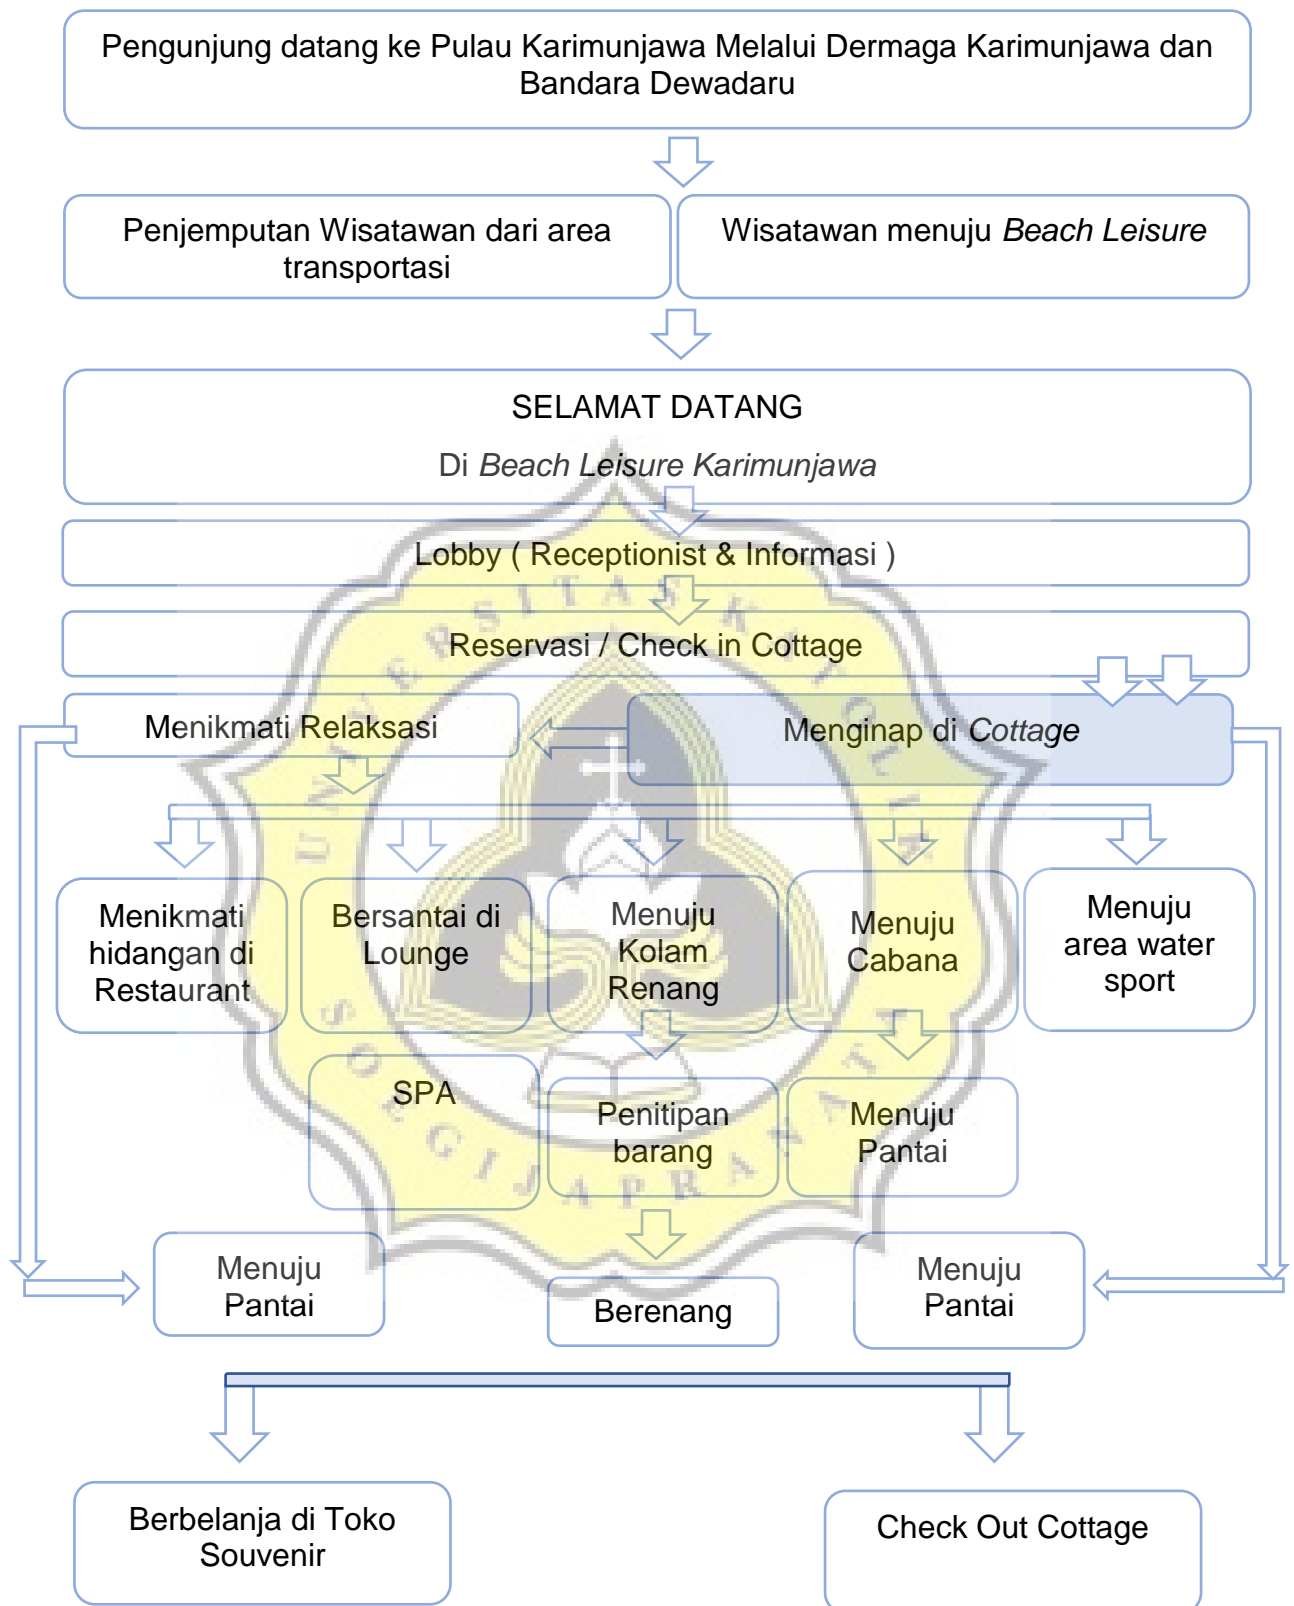 Pengunjung datang ke Pulau Karimunjawa Melalui Dermaga Karimunjawa dan
Bandara Dewadaru
Penjemputan Wisatawan dari area
transportasi
Wisatawan menuju Beach Leisure
SELAMAT DATANG
Di Beach Leisure Karimunjawa
Lobby ( Receptionist & Informasi )
Reservasi / Check in Cottage
Menikmati Relaksasi
Menginap di Cottage
Menikmati
hidangan di
Restaurant
Bersantai di
Lounge
Menuju
Kolam
Renang
Menuju
Cabana
Menuju
area water
sport
SPA
Penitipan
barang
Menuju
Pantai
Menuju
Pantai
Berenang
Menuju
Pantai
Berbelanja di Toko
Souvenir
Check Out Cottage
UNIVERSITAS KATOLIK
SOEGIJAPRANATA